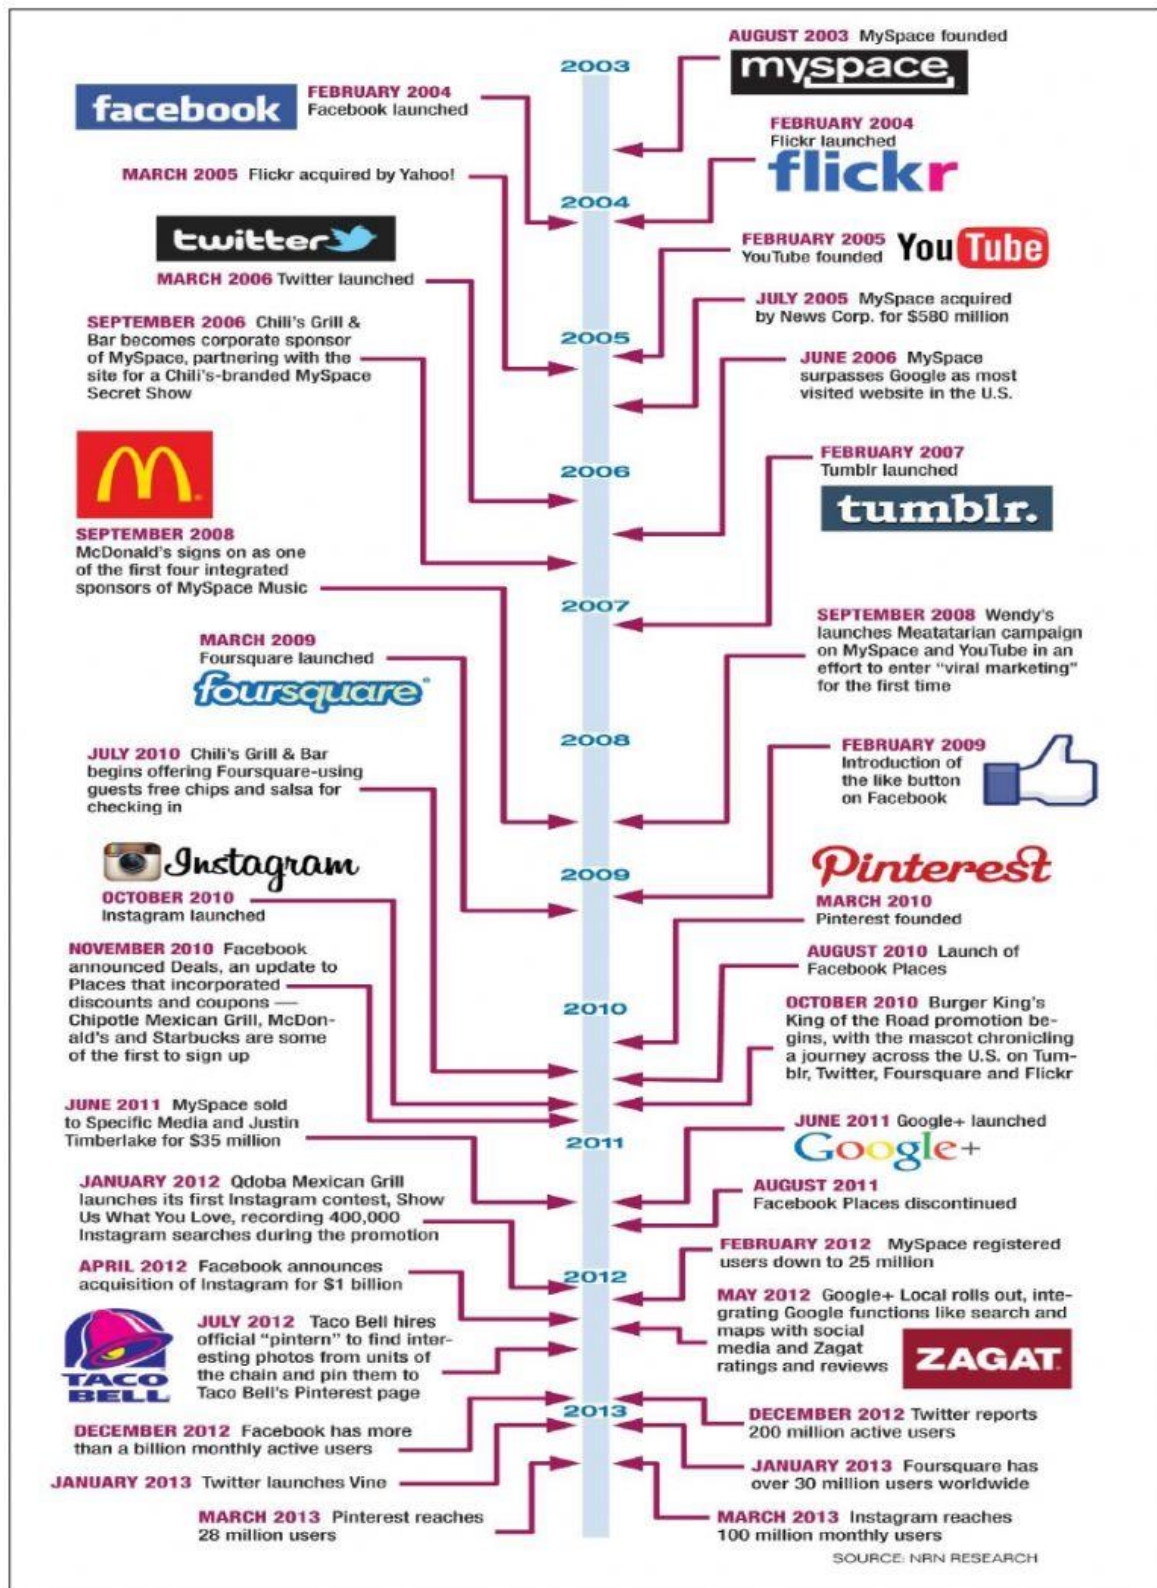 AUGUST 2003 MySpace founded
2003
myspace
facebook
FEBRUARY 2004
Facebook launched
FEBRUARY 2004
Flickr launched
flickr
MARCH 2005 Flickr acquired by Yahoo!
2004
twitter
FEBRUARY 2005
YouTube founded
YouTube
MARCH 2006 Twitter launched
JULY 2005 MySpace acquired
by News Corp. for $580 million
SEPTEMBER 2006 Chili's Grill &
Bar becomes corporate sponsor
of MySpace, partnering with the
site for a Chili's-branded MySpace
Secret Show
2005
JUNE 2006 MySpace
surpasses Google as most
visited website in the U.S.
FEBRUARY 2007
Tumblr launched
tumblr.
2006
SEPTEMBER 2008
McDonald's signs on as one
of the first four integrated
sponsors of MySpace Music
2007
SEPTEMBER 2008 Wendy's
launches Meatatarian campaign
on MySpace and YouTube in an
effort to enter "viral marketing"
for the first time
MARCH 2009
Foursquare launched
foursquare
2008
FEBRUARY 2009
Introduction of
the like button
on Facebook
JULY 2010 Chili's Grill & Bar
begins offering Foursquare-using
guests free chips and salsa for
checking in
Instagram
OCTOBER 2010
Instagram launched
2009
Pinterest
MARCH 2010
Pinterest founded
NOVEMBER 2010 Facebook
announced Deals, an update to
Places that incorporated
discounts and coupons —
Chipotle Mexican Grill, McDon-
ald's and Starbucks are some
of the first to sign up
AUGUST 2010 Launch of
Facebook Places
2010
OCTOBER 2010 Burger King's
King of the Road promotion be-
gins, with the mascot chronicling
a journey across the U.S. on Tum-
blr, Twitter, Foursquare and Flickr
JUNE 2011 MySpace sold
to Specific Media and Justin
Timberlake for $35 million
2011
JUNE 2011 Google+ launched
Google+
JANUARY 2012 Qdoba Mexican Grill
launches its first Instagram contest, Show
Us What You Love, recording 400,000
Instagram searches during the promotion
AUGUST 2011
Facebook Places discontinued
FEBRUARY 2012 MySpace registered
users down to 25 million
APRIL 2012 Facebook announces
acquisition of Instagram for $1 billion
2012
MAY 2012 Google+ Local rolls out, inte-
grating Google functions like search and
maps with social
media and Zagat
ratings and reviews
ZAGAT
TACO
BELL
JULY 2012 Taco Bell hires
official "pintern" to find inter-
esting photos from units of
the chain and pin them to
Taco Bell's Pinterest page
2013
DECEMBER 2012 Facebook has more
than a billion monthly active users
DECEMBER 2012 Twitter reports
200 million active users
JANUARY 2013 Twitter launches Vine
JANUARY 2013 Foursquare has
over 30 million users worldwide
MARCH 2013 Pinterest reaches
28 million users
MARCH 2013 Instagram reaches
100 million monthly users
SOURCE: NRN RESEARCH